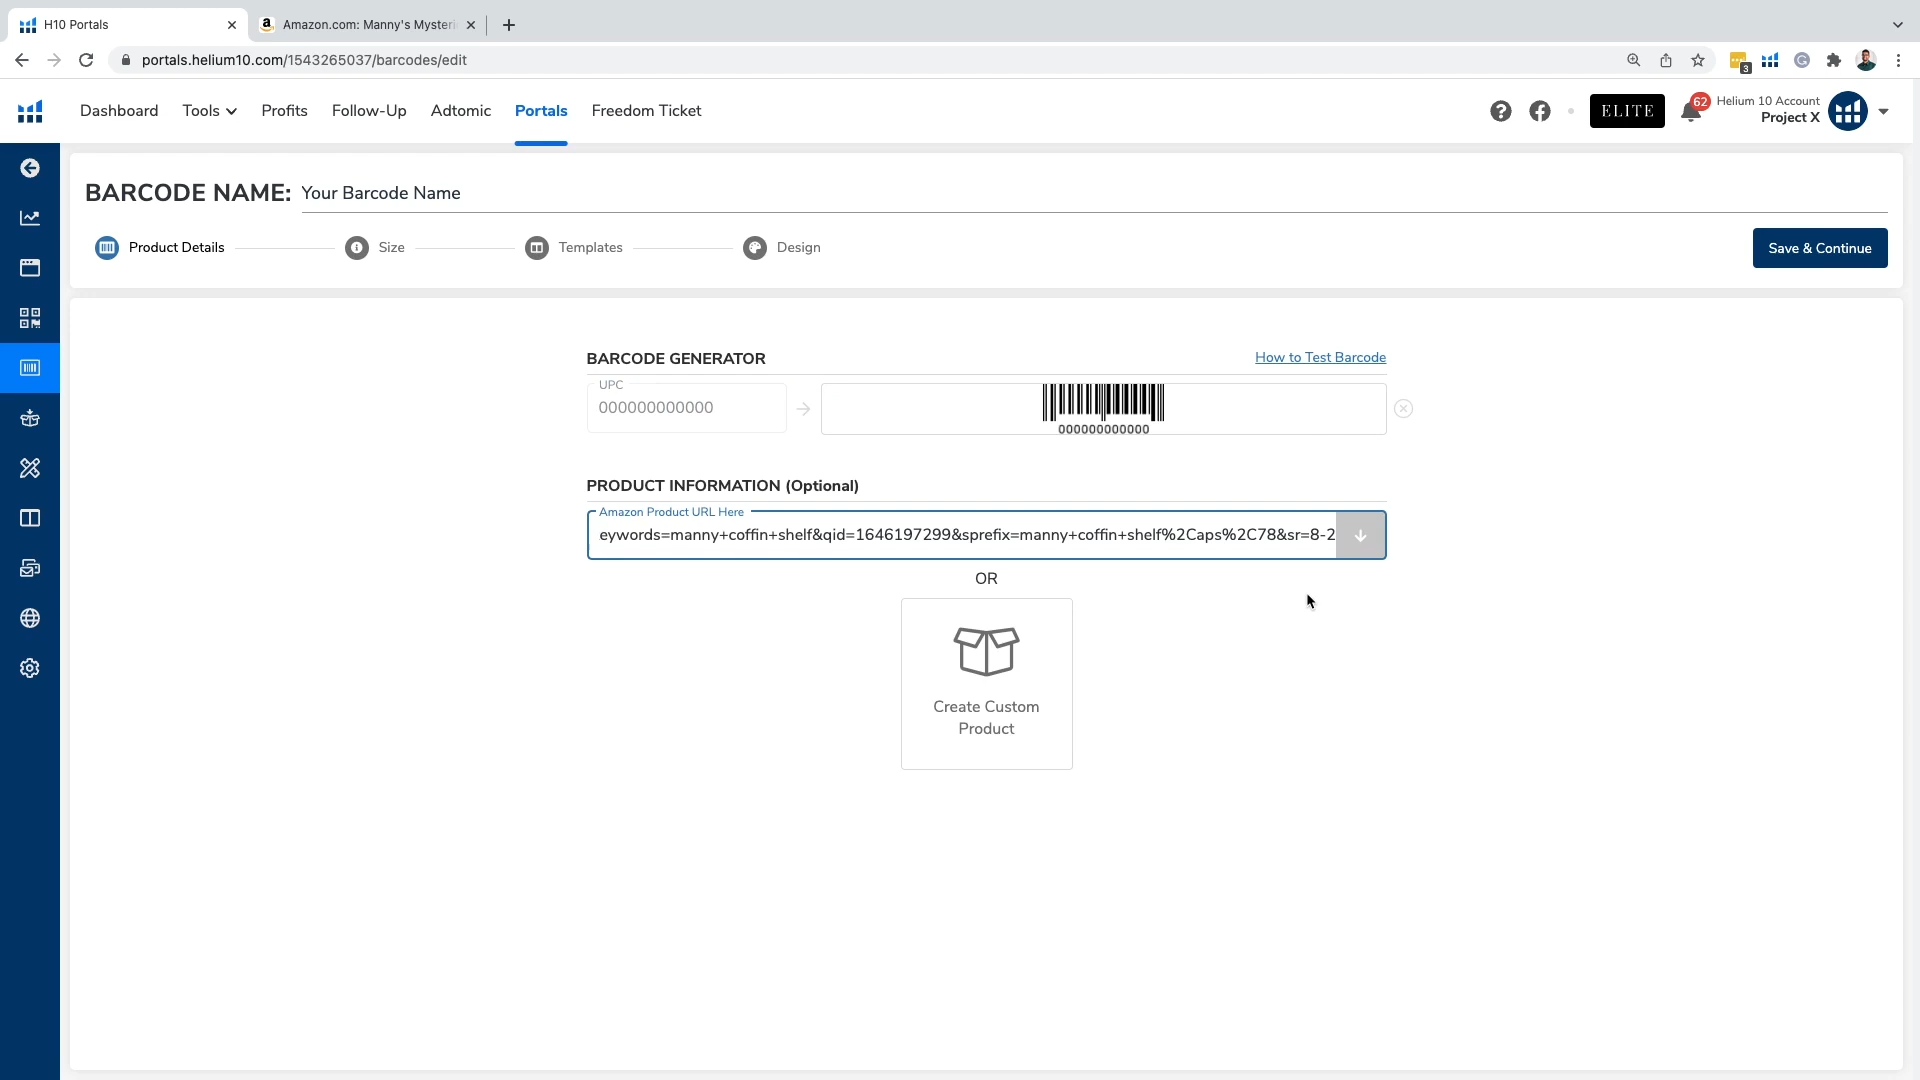 H10 Portals
Amazon.com: Manny's Mysteri
portals.helium10.com/1543265037/barcodes/edit
3
Dashboard Tools Profits Follow-Up Adtomic Portals Freedom Ticket
ELITE
62
Helium 10 Account
Project X
BARCODE NAME: Your Barcode Name
Product Details
Size
Templates
Design
Save & Continue
BARCODE GENERATOR
How to Test Barcode
UPC
000000000000
000000000000
PRODUCT INFORMATION (Optional)
Amazon Product URL Here
eywords=manny+coffin+shelf&qid=1646197299&sprefix=manny+coffin+shelf%2Caps%2C78&sr=8-2
OR
Create Custom
Product